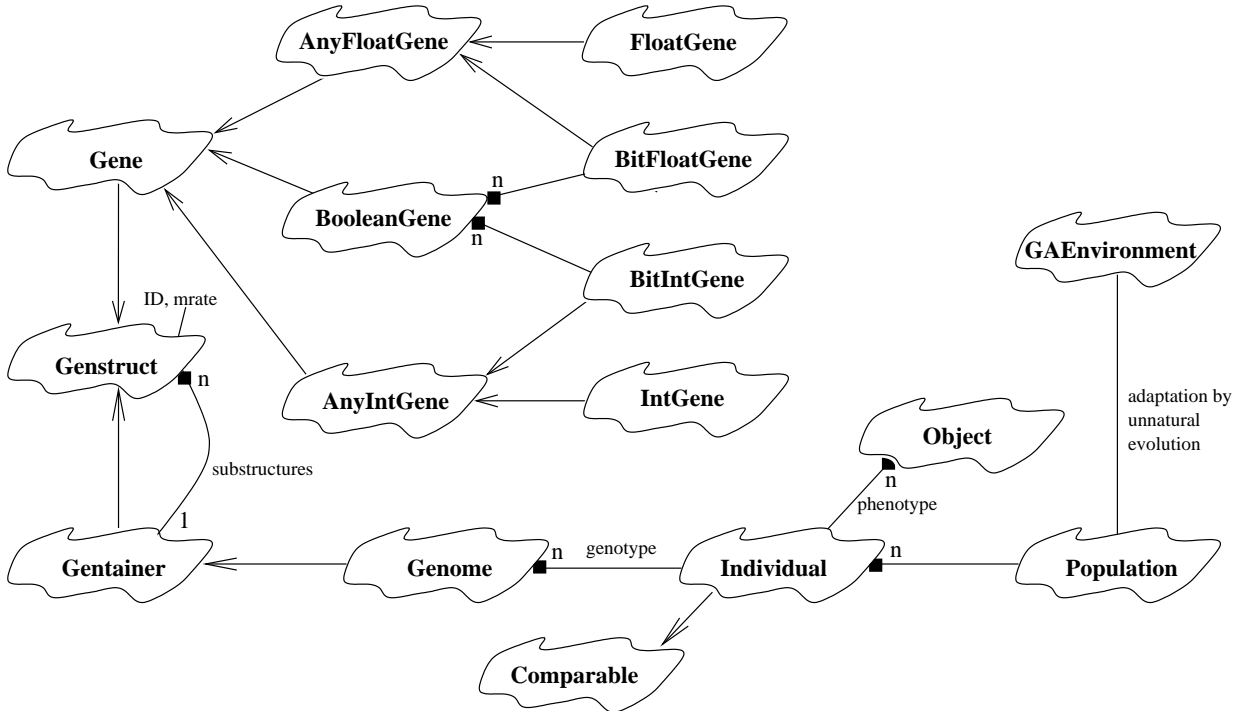 AnyFloatGene
FloatGene
Gene
BitFloatGene
n
BooleanGene
n
GAEnvironment
BitIntGene
ID, mrate
Genstruct
n
AnyIntGene
IntGene
adaptation by
unnatural
evolution
Object
substructures
n
phenotype
1
Gentainer
Genome
n
genotype
Individual
n
Population
Comparable